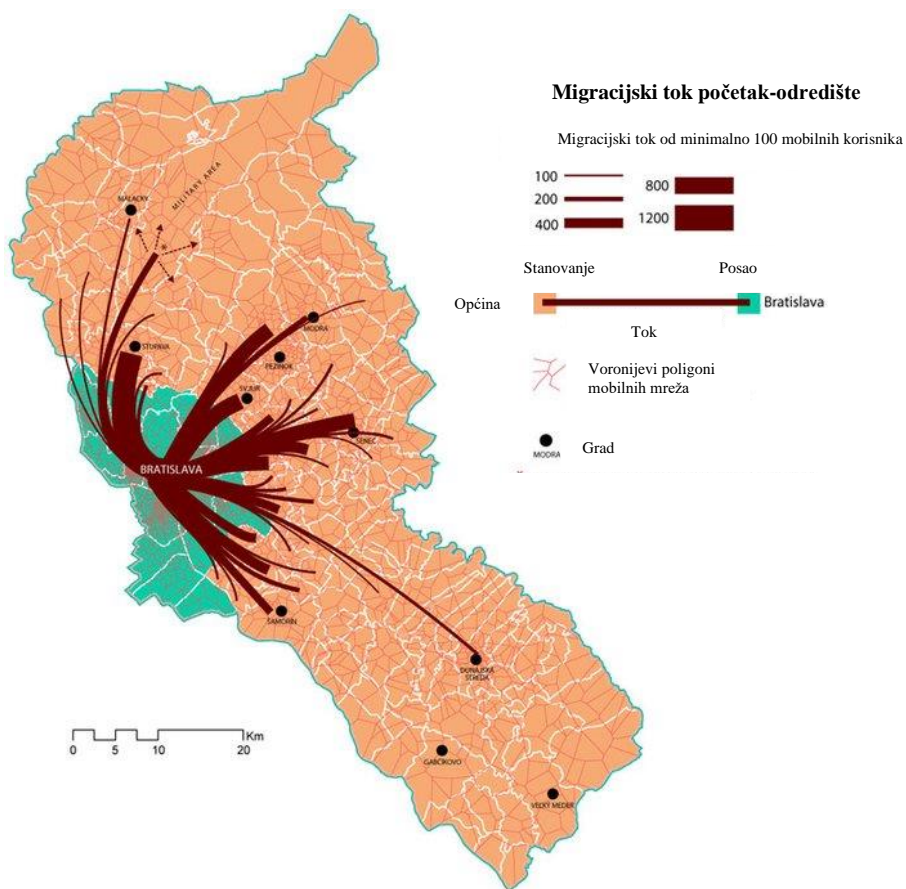 Migracijski tok početak-odredište
Migracijski tok od minimalno 100 mobilnih korisnika
100
200
400
800
1200
Stanovanje
Posao
Općina
Bratislava
Tok
Voronijevi poligoni
mobilnih mreža
MODRA
Grad
MILITARY AREA
MALACKY
*
STUPAVA
MODRA
PEZINOK
SVJUR
SENEC
BRATISLAVA
ŠAMORÍN
DUNAJSKÁ
STREDA
GABČÍKOVO
VEĽKÝ MEDER
Km
0
5
10
20